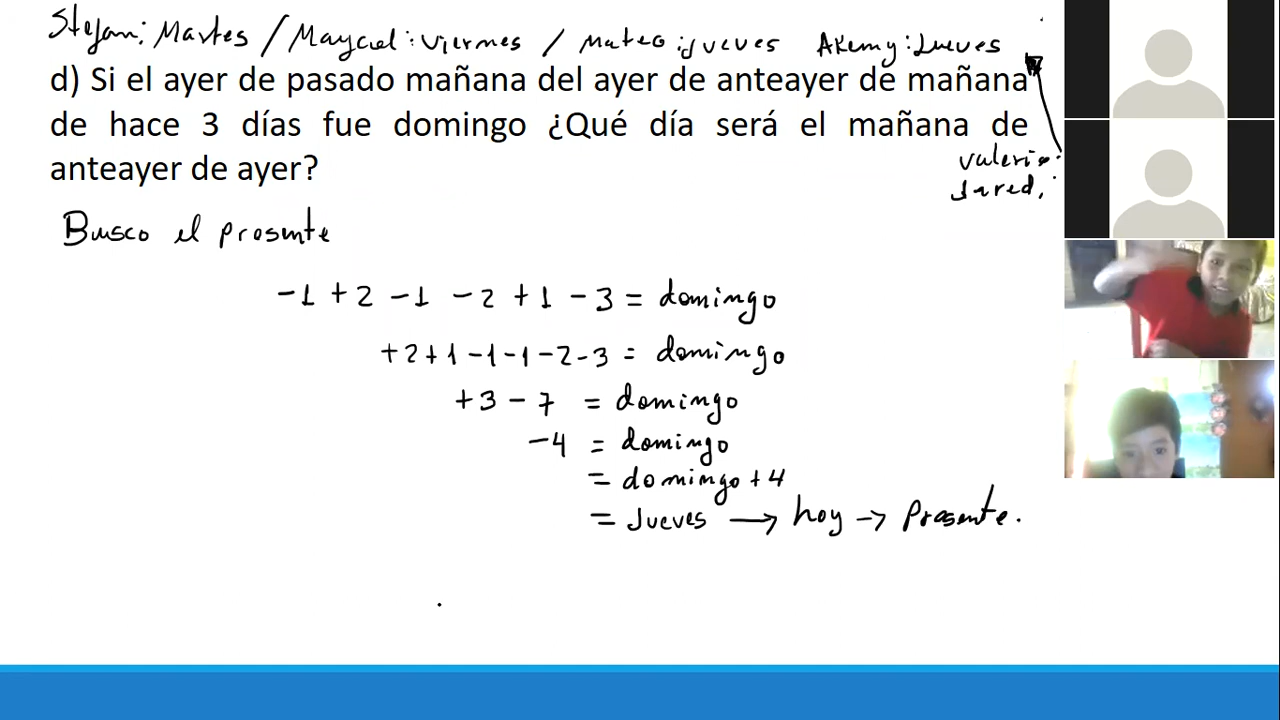 Stefan: Martes / Maycol: viernes / Mateo: jueves Akemy: Jueves
d) Si el ayer de pasado mañana del ayer de anteayer de mañana
de hace 3 días fue domingo ¿Qué día será el mañana de
anteayer de ayer?
valeria:
Jared,
Busco el presente
-1 +2 -1 -2 +1 -3 = domingo
+2+1-1-1-2-3 = domingo
+3 - 7 = domingo
-4 = domingo
= domingo + 4
= Jueves → hoy → Presente.